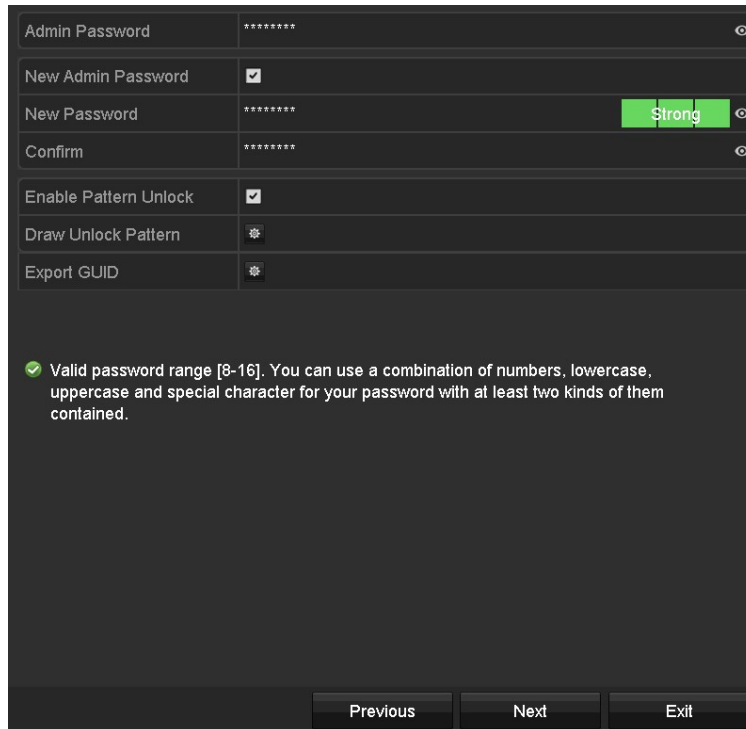 Admin Password ********
New Admin Password
New Password ******** Strong
Confirm ********
Enable Pattern Unlock
Draw Unlock Pattern
Export GUID
Valid password range [8-16]. You can use a combination of numbers, lowercase,
uppercase and special character for your password with at least two kinds of them
contained.
Previous Next Exit